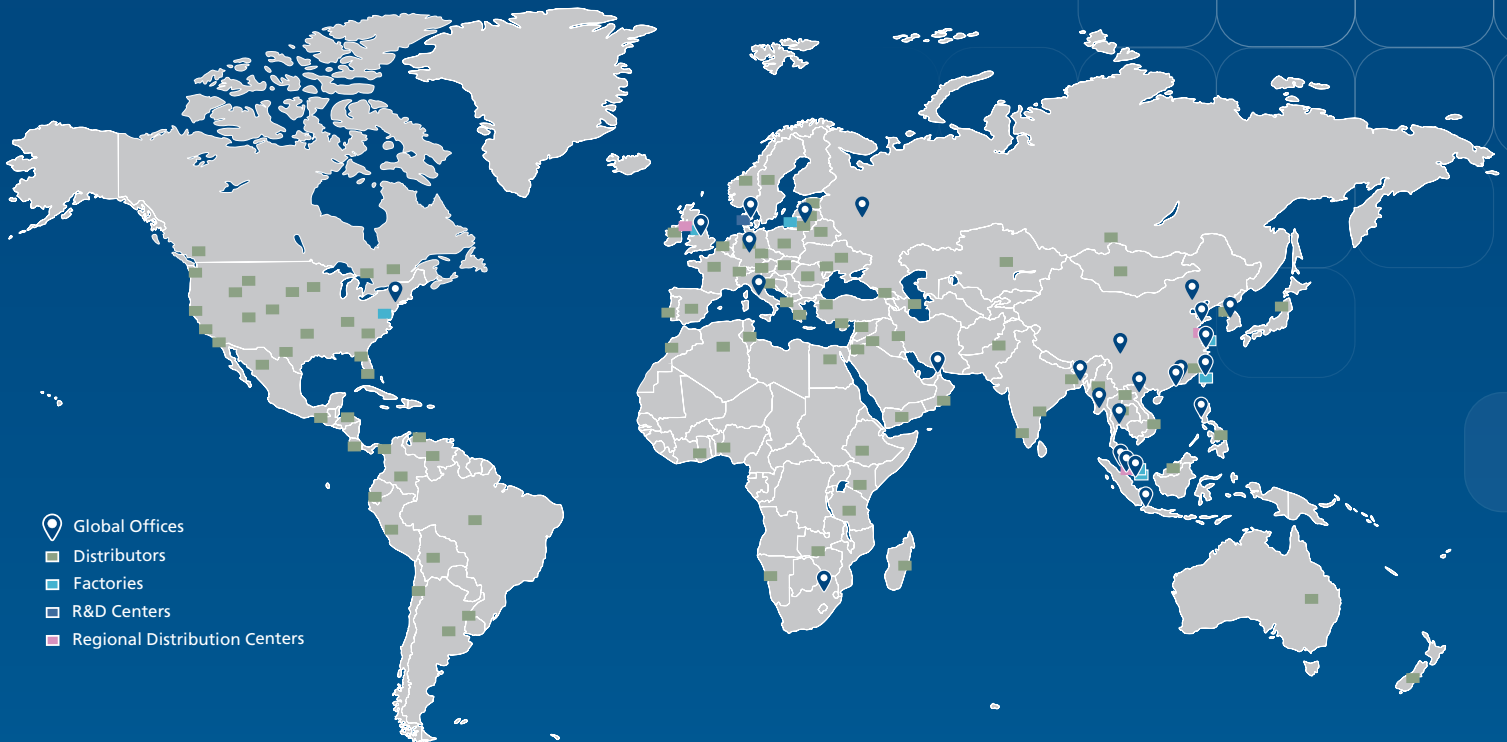 Global Offices
Distributors
Factories
R&D Centers
Regional Distribution Centers